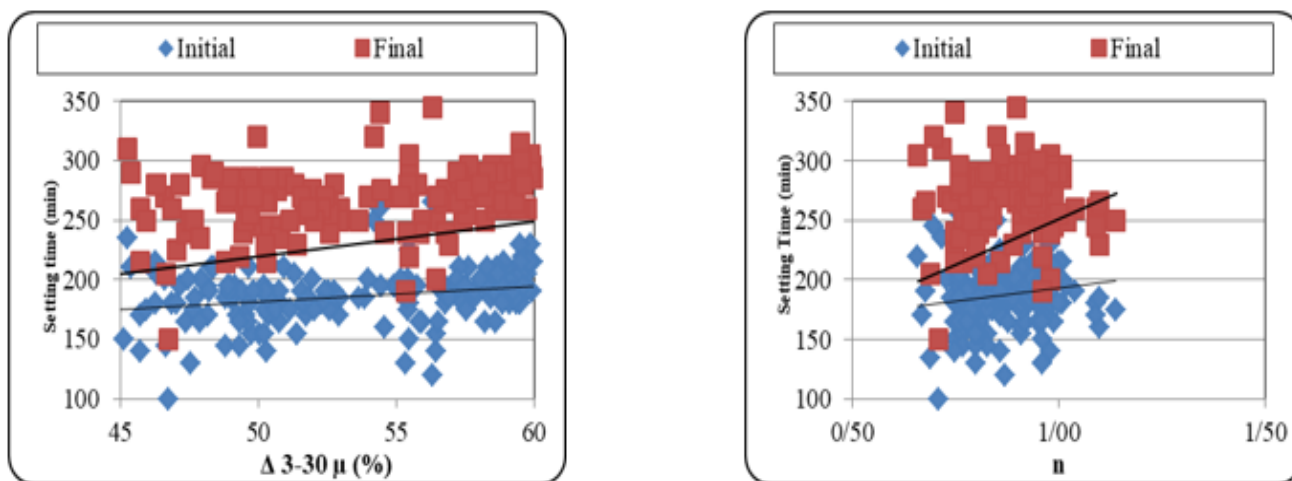 Initial Final
350
300
250
200
150
100
Setting time (min)
45 50 55 60
Δ 3-30 μ (%)
Initial Final
350
300
250
200
150
100
Setting Time (min)
0/50 1/00 1/50
n